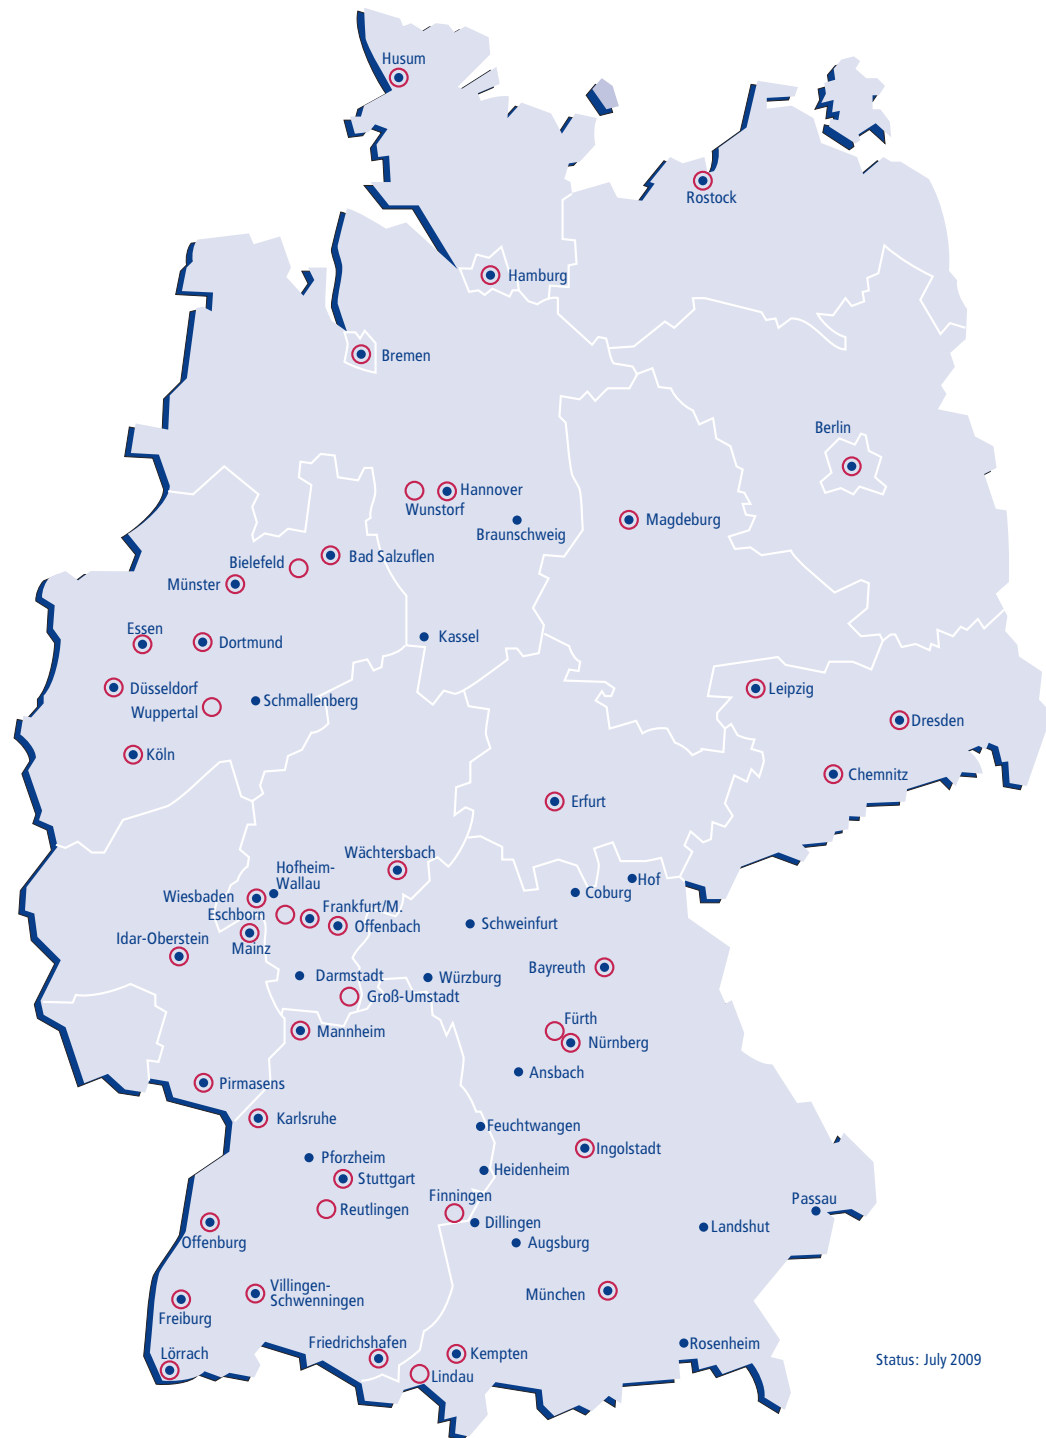 Husum
Rostock
Hamburg
Bremen
Berlin
Hannover
Wunstorf
Magdeburg
Braunschweig
Bad Salzuflen
Bielefeld
Münster
Essen
Dortmund
Kassel
Düsseldorf
Wuppertal
Schmallenberg
Leipzig
Dresden
Köln
Chemnitz
Erfurt
Wächtersbach
Hofheim-
Wallau
Hof
Coburg
Wiesbaden
Eschborn
Frankfurt/M.
Offenbach
Schweinfurt
Idar-Oberstein
Mainz
Bayreuth
Darmstadt
Würzburg
Groß-Umstadt
Fürth
Mannheim
Nürnberg
Ansbach
Pirmasens
Karlsruhe
Feuchtwangen
Ingolstadt
Pforzheim
Heidenheim
Stuttgart
Finningen
Passau
Reutlingen
Dillingen
Landshut
Offenburg
Augsburg
Villingen-
Schwenningen
München
Freiburg
Friedrichshafen
Rosenheim
Lörrach
Kempten
Lindau
Status: July 2009